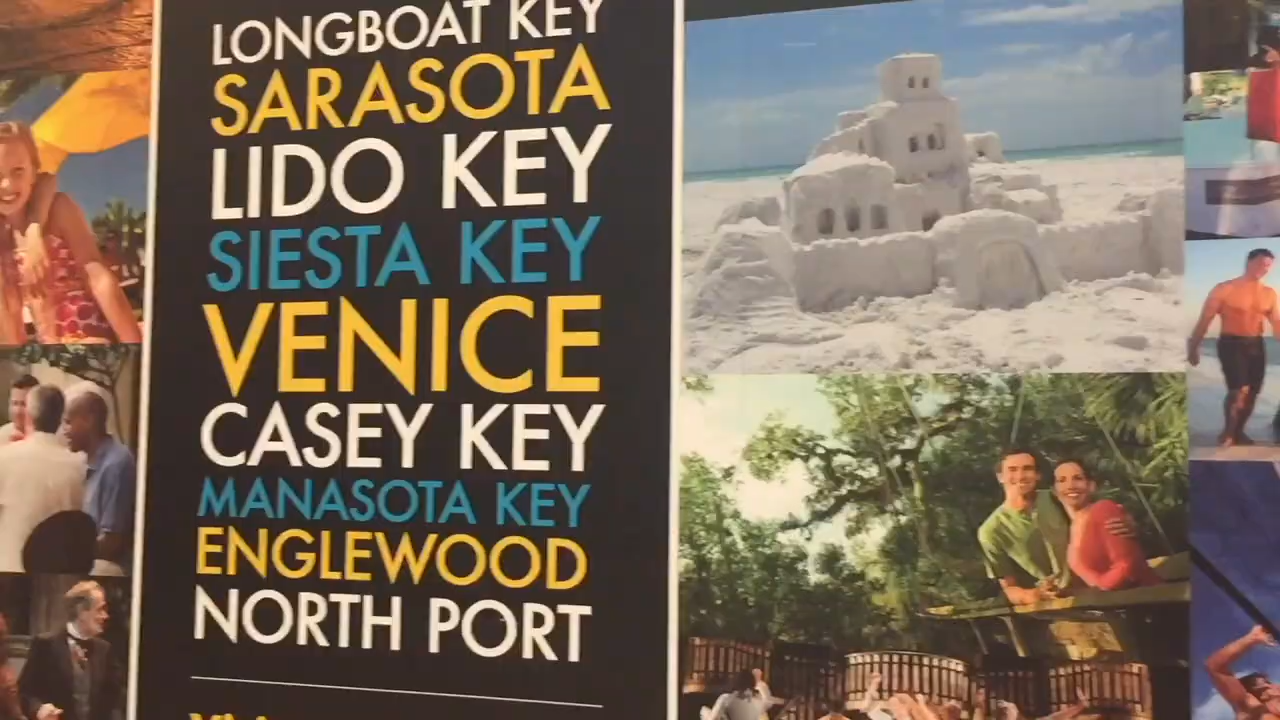 LONGBOAT KEY
SARASOTA
LIDO KEY
SIESTA KEY
VENICE
CASEY KEY
MANASOTA KEY
ENGLEWOOD
NORTH PORT